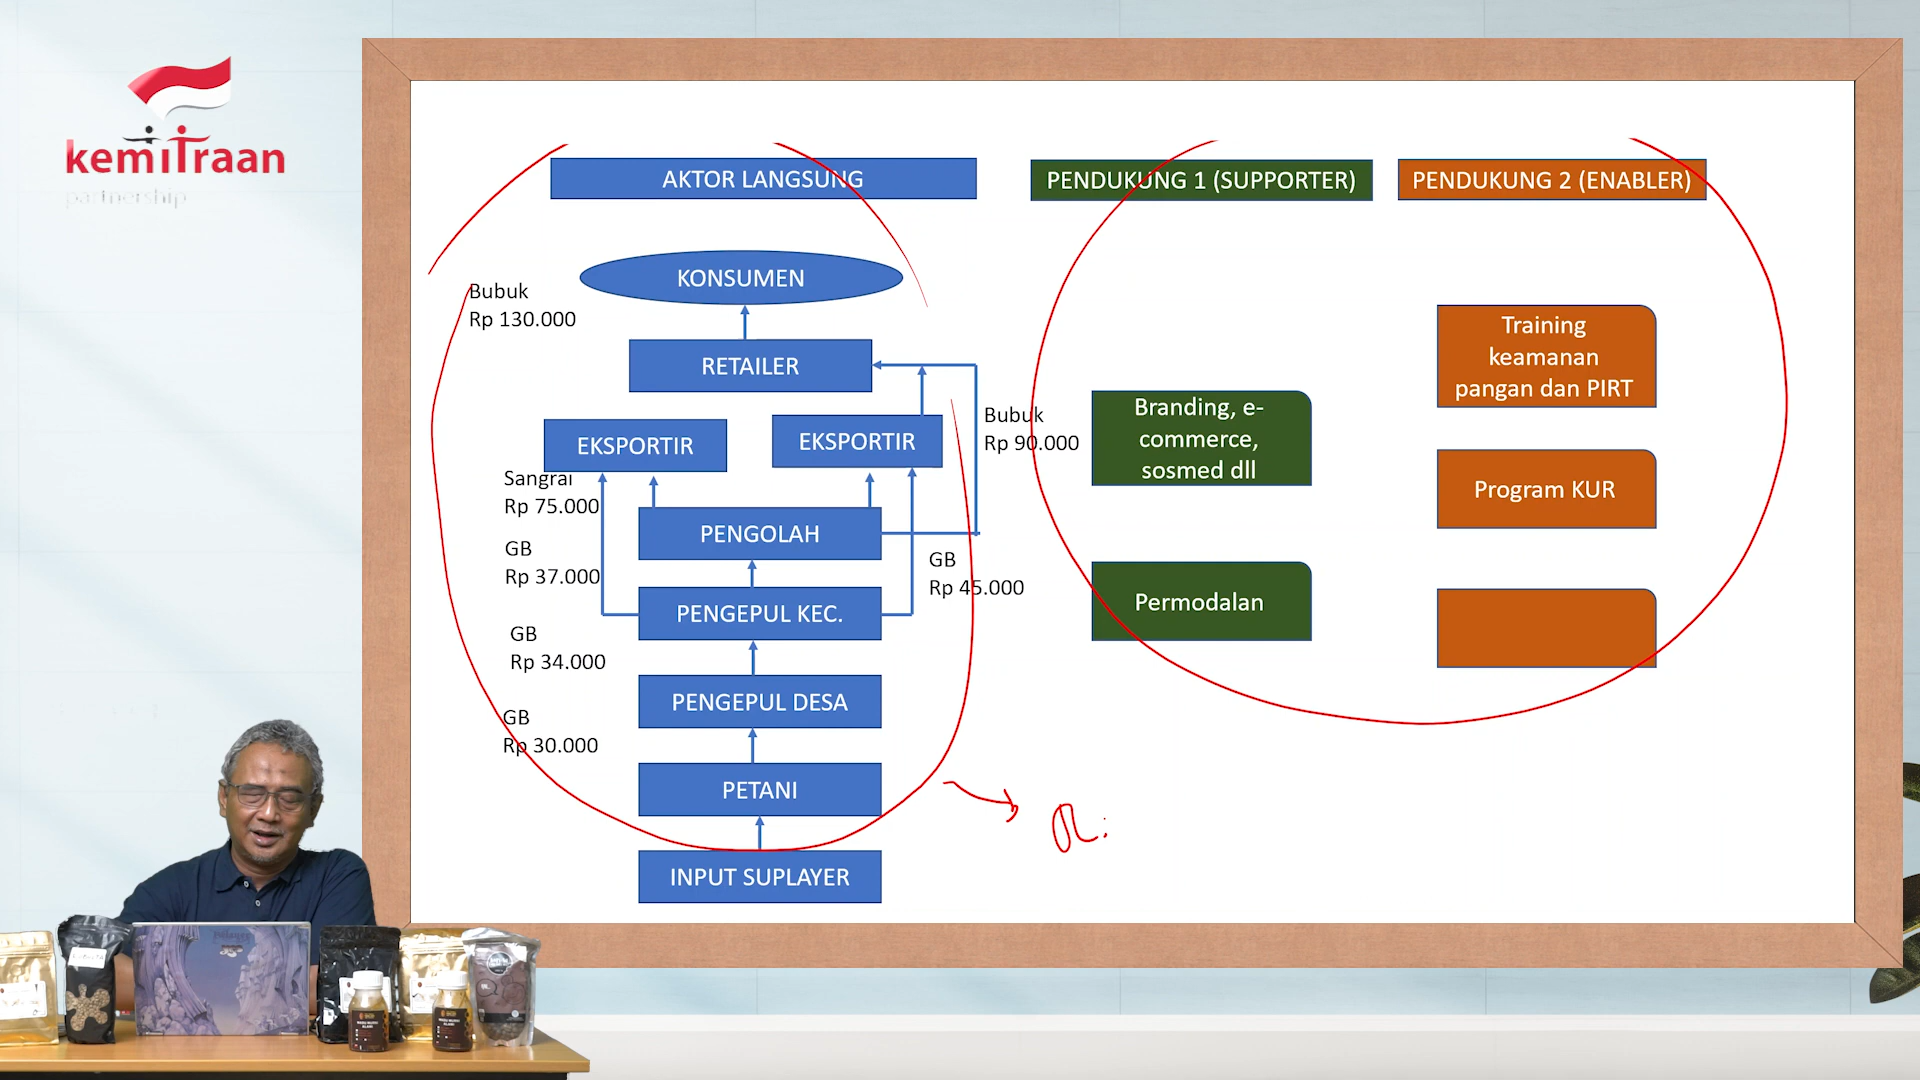 kemitraan
partnership
AKTOR LANGSUNG
PENDUKUNG 1 (SUPPORTER)
PENDUKUNG 2 (ENABLER)
KONSUMEN
Bubuk
Rp 130.000
RETAILER
EKSPORTIR
EKSPORTIR
Bubuk
Rp 90.000
Sangrai
Rp 75.000
PENGOLAH
GB
Rp 37.000
GB
Rp 45.000
PENGEPUL KEC.
GB
Rp 34.000
PENGEPUL DESA
GB
Rp 30.000
PETANI
INPUT SUPLAYER
Branding, e-
commerce,
sosmed dll
Permodalan
Training
keamanan
pangan dan PIRT
Program KUR